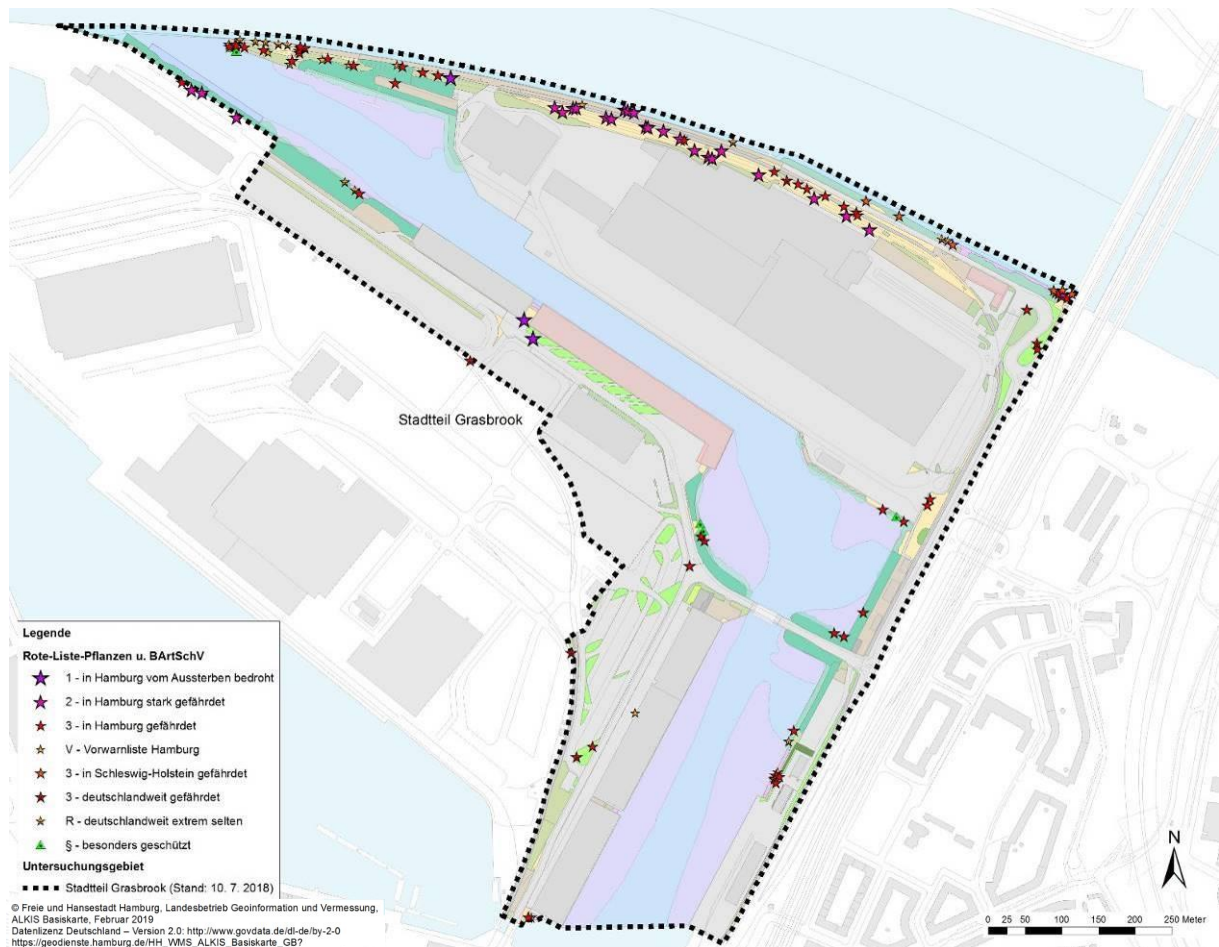 Stadtteil Grasbrook
Legende
Rote-Liste-Pflanzen u. BArtSchV
1 - in Hamburg vom Aussterben bedroht
2 - in Hamburg stark gefährdet
3 - in Hamburg gefährdet
V - Vorwarnliste Hamburg
3 - in Schleswig-Holstein gefährdet
3 - deutschlandweit gefährdet
R - deutschlandweit extrem selten
§ - besonders geschützt
Untersuchungsgebiet
Stadtteil Grasbrook (Stand: 10. 7. 2018)
© Freie und Hansestadt Hamburg, Landesbetrieb Geoinformation und Vermessung,
ALKIS Basiskarte, Februar 2019
Datenlizenz Deutschland – Version 2.0: http://www.govdata.de/dl-de/by-2-0
https://geodienste.hamburg.de/HH_WMS_ALKIS_Basiskarte_GB?
N
0 25 50 100 150 200 250 Meter